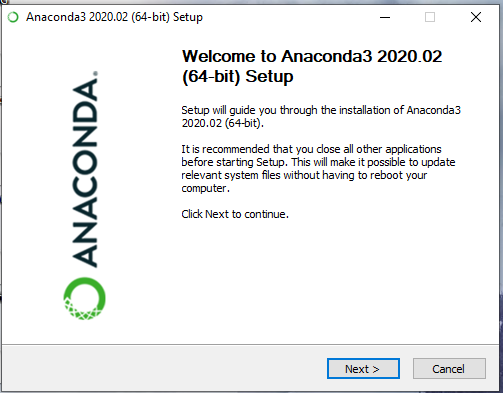 Anaconda3 2020.02 (64-bit) Setup
Welcome to Anaconda3 2020.02
(64-bit) Setup
ANACONDA.
Setup will guide you through the installation of Anaconda3
2020.02 (64-bit).
It is recommended that you close all other applications
before starting Setup. This will make it possible to update
relevant system files without having to reboot your
computer.
Click Next to continue.
Next >
Cancel